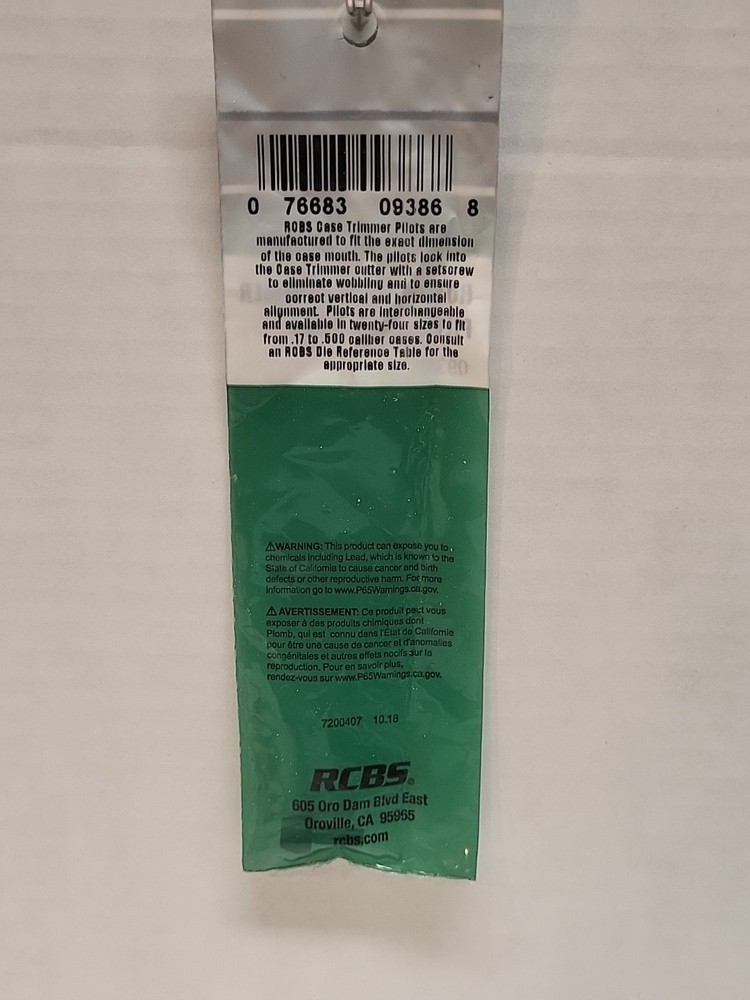 0 76683 09386 8
RCBS Case Trimmer Pilots are
manufactured to fit the exact dimension
of the case mouth. The pilots lock into
the Case Trimmer cutter with a setscrew
to eliminate wobbling and to ensure
correct vertical and horizontal
alignment. Pilots are interchangeable
and available in twenty-four sizes to fit
from .17 to .500 caliber cases. Consult
an RCBS Die Reference Table for the
appropriate size.
⚠WARNING: This product can expose you to
chemicals including Lead, which is known to the
State of California to cause cancer and birth
defects or other reproductive harm. For more
information go to www.P65Warnings.ca.gov.
⚠ AVERTISSEMENT: Ce produit peut vous
exposer à des produits chimiques dont
Plomb, qui est connu dans l'État de Californie
pour être une cause de cancer et d'anomalies
congénitales et autres effets nocifs sur la
reproduction. Pour en savoir plus,
rendez-vous sur www.P65Warnings.ca.gov.
7200407 10.18
RCBS®
605 Oro Dam Blvd East
Oroville, CA 95965
rcbs.com